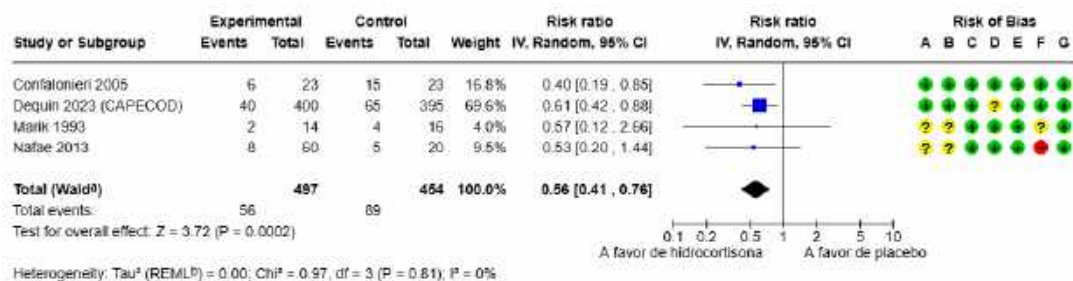 Experimental Control Risk ratio Risk ratio Risk of Bias
Study or Subgroup Events Total Events Total Weight IV, Random, 95% CI IV, Random, 95% CI A B C D E F G
Confalonieri 2005 6 23 15 23 16.8% 0.40 [0.19 , 0.85] + + + + + + +
Dequin 2023 (CAPECOD) 40 400 65 395 69.6% 0.61 [0.42 , 0.88] + + + ? + + +
Marik 1993 2 14 4 16 4.0% 0.57 [0.12 , 2.66] ? ? + + + ? +
Nafae 2013 8 60 5 20 9.5% 0.53 [0.20 , 1.44] ? ? + + + − +
Total (Waldᵃ) 497 454 100.0% 0.56 [0.41 , 0.76]
Total events: 56 89
Test for overall effect: Z = 3.72 (P = 0.0002)
0.1 0.2 0.5 1 2 5 10
A favor de hidrocortisona A favor de placebo
Heterogeneity: Tau² (REMLᵇ) = 0.00; Chi² = 0.97, df = 3 (P = 0.81); I² = 0%